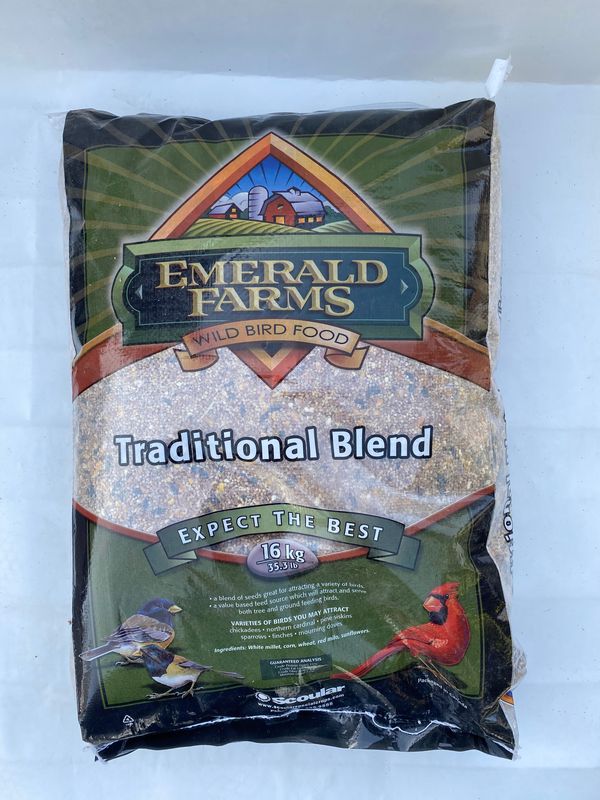 EMERALD
FARMS
WILD BIRD FOOD
Traditional Blend
EXPECT THE BEST
16 kg
35.3 lb
• a blend of seeds great for attracting a variety of birds.
• a value based feed source which will attract and serve
both tree and ground feeding birds.
VARIETIES OF BIRDS YOU MAY ATTRACT
chickadees • northern cardinal • pine siskins
sparrows • finches • mourning doves
Ingredients: White millet, corn, wheat, red milo, sunflowers.
GUARANTEED ANALYSIS
Scoular